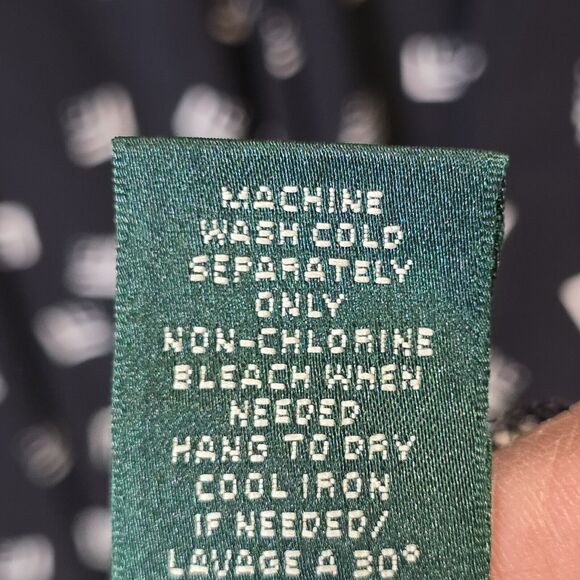 MACHINE
WASH COLD
SEPARATELY
ONLY
NON-CHLORINE
BLEACH WHEN
NEEDED
HANG TO DRY
COOL IRON
IF NEEDED/
LAVAGE A 30°